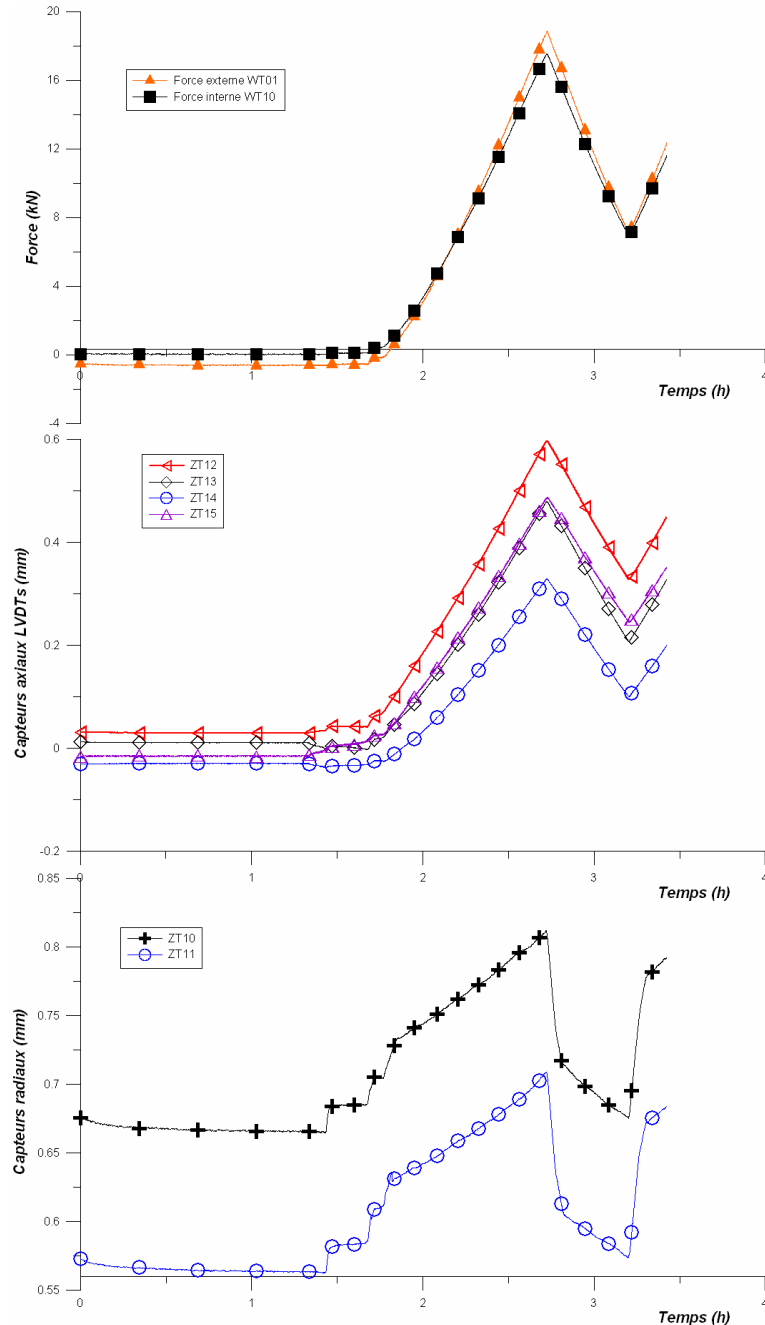 20
16
12
8
4
0
-4
Force (kN)
Force externe WT01
Force interne WT10
0
1
2
3
4
Temps (h)
0.6
0.4
0.2
0
-0.2
Capteurs axiaux LVDTs (mm)
ZT12
ZT13
ZT14
ZT15
0
1
2
3
4
Temps (h)
0.85
0.8
0.75
0.7
0.65
0.6
0.55
Capteurs radiaux (mm)
ZT10
ZT11
0
1
2
3
4
Temps (h)